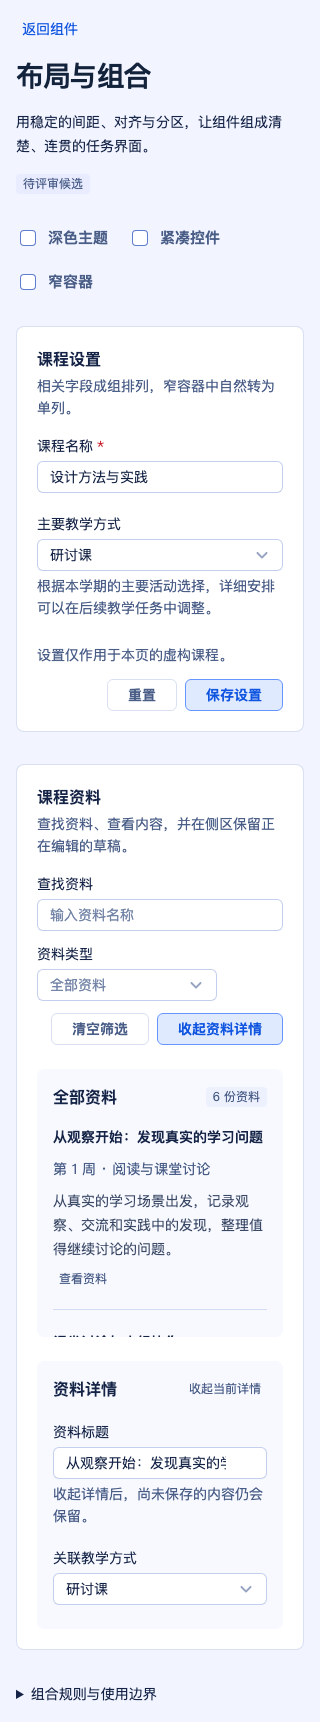 返回组件
布局与组合
用稳定的间距、对齐与分区，让组件组成清
楚、连贯的任务界面。
待评审候选
深色主题 紧凑控件
窄容器
课程设置
相关字段成组排列，窄容器中自然转为
单列。
课程名称 *
设计方法与实践
主要教学方式
研讨课
根据本学期的主要活动选择，详细安排
可以在后续教学任务中调整。
设置仅作用于本页的虚构课程。
重置 保存设置
课程资料
查找资料、查看内容，并在侧区保留正
在编辑的草稿。
查找资料
输入资料名称
资料类型
全部资料
清空筛选 收起资料详情
全部资料 6 份资料
从观察开始：发现真实的学习问题
第 1 周 · 阅读与课堂讨论
从真实的学习场景出发，记录观
察、交流和实践中的发现，整理值
得继续讨论的问题。
查看资料
资料详情 收起当前详情
资料标题
从观察开始：发现真实的
收起详情后，尚未保存的内容仍会
保留。
关联教学方式
研讨课
组合规则与使用边界